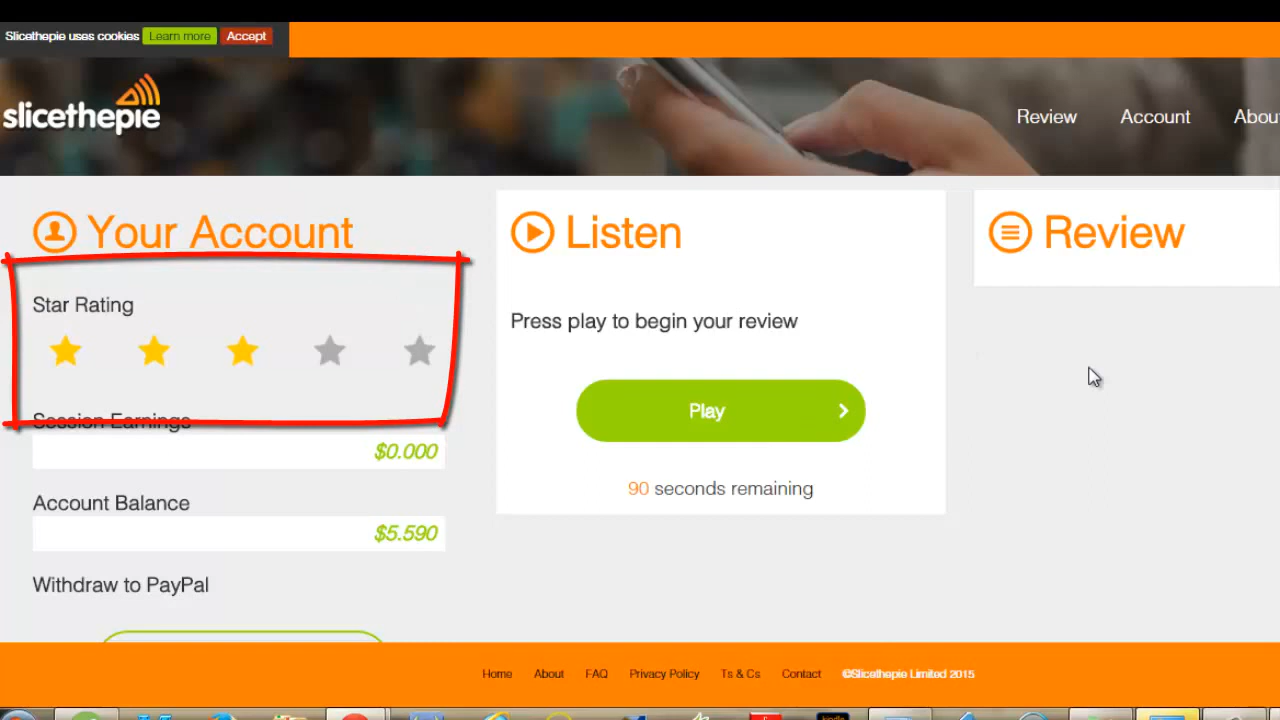 Slicethepie uses cookies Learn more Accept
slicethepie
Review Account Abou
Your Account
Star Rating
Session Earnings
$0.000
Account Balance
$5.590
Withdraw to PayPal
Listen
Press play to begin your review
Play
90 seconds remaining
Review
Home About FAQ Privacy Policy Ts & Cs Contact ©Slicethepie Limited 2015
kindle